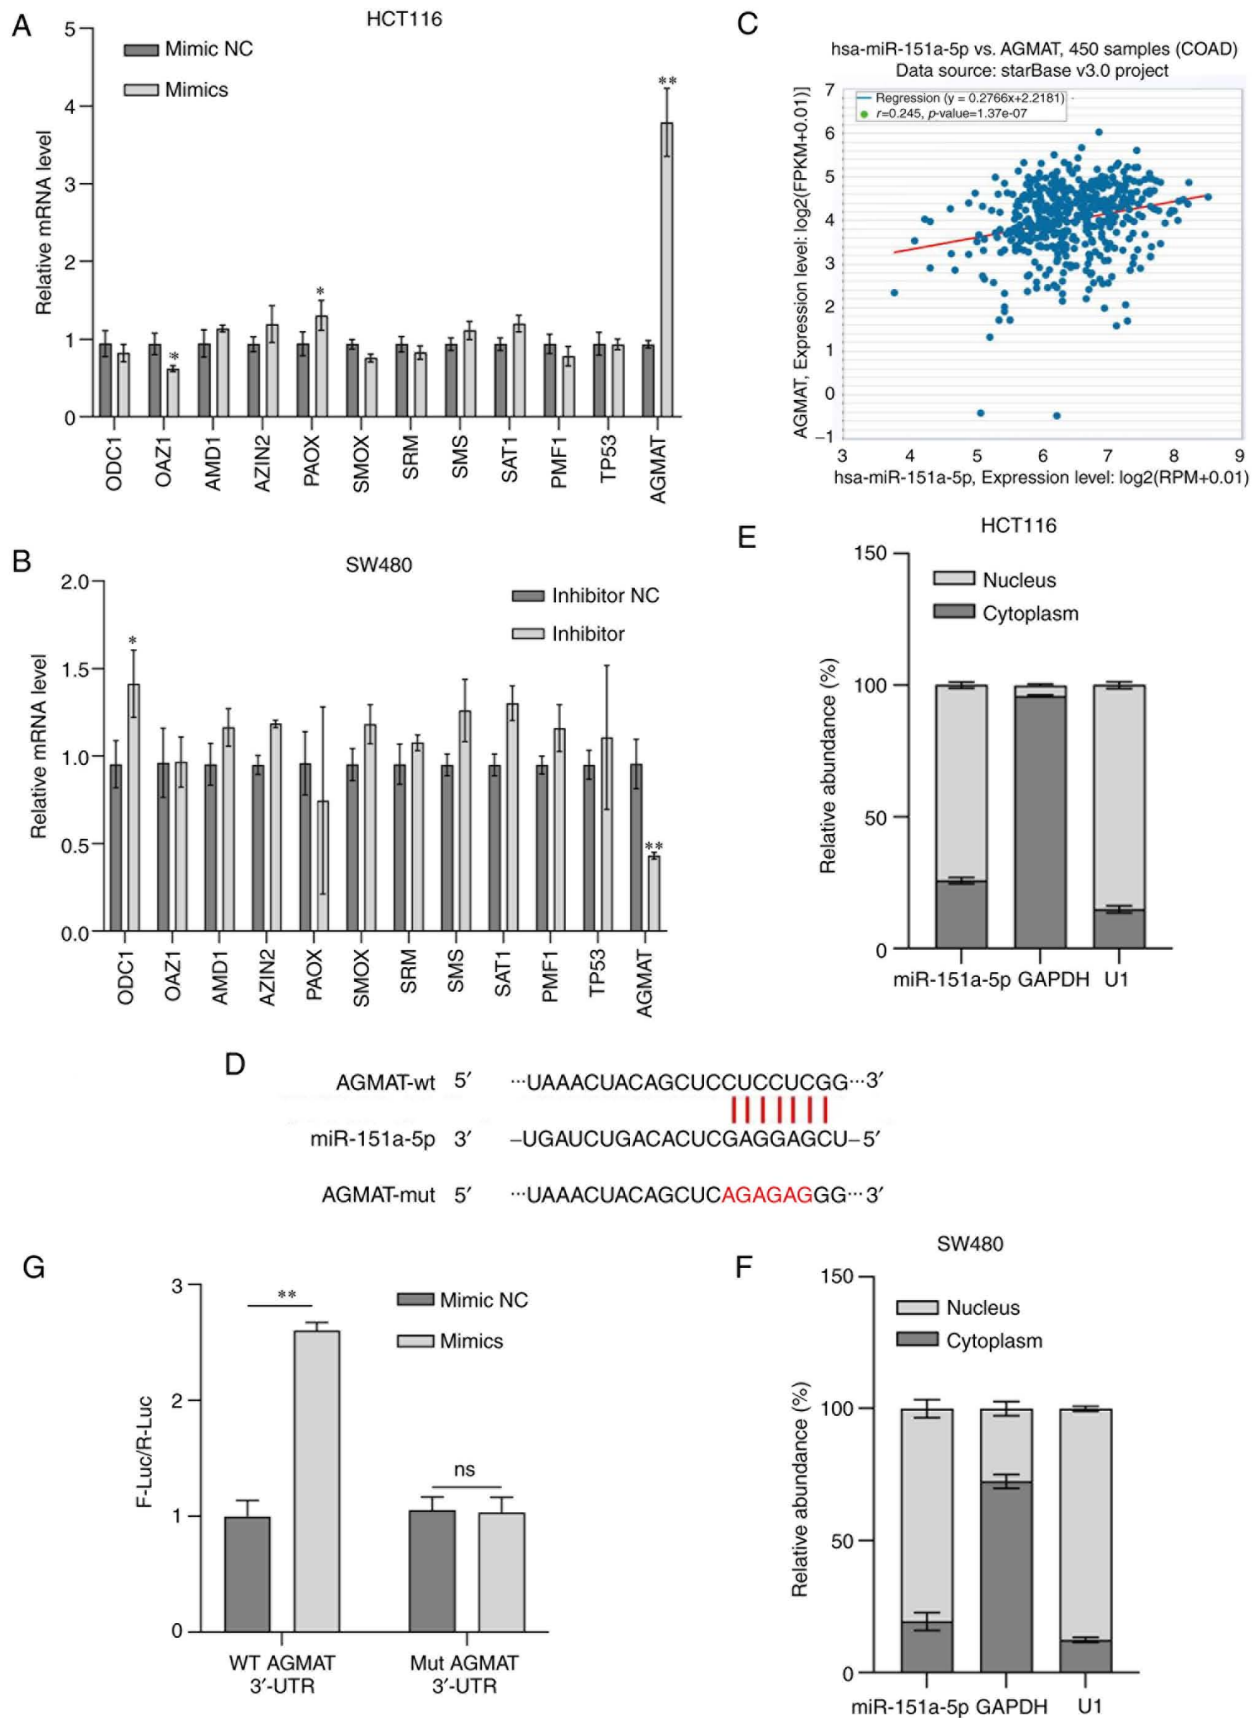 A
HCT116
5
4
3
2
1
0
Relative mRNA level
Mimic NC
Mimics
*
*
**
ODC1
OAZ1
AMD1
AZIN2
PAOX
SMOX
SRM
SMS
SAT1
PMF1
TP53
AGMAT
B
SW480
2.0
1.5
1.0
0.5
0.0
Relative mRNA level
Inhibitor NC
Inhibitor
*
**
ODC1
OAZ1
AMD1
AZIN2
PAOX
SMOX
SRM
SMS
SAT1
PMF1
TP53
AGMAT
C
hsa-miR-151a-5p vs. AGMAT, 450 samples (COAD)
Data source: starBase v3.0 project
Regression (y = 0.2766x+2.2181)
r=0.245, p-value=1.37e-07
AGMAT, Expression level: log2(FPKM+0.01)]
7
6
5
4
3
2
1
0
−1
3 4 5 6 7 8 9
hsa-miR-151a-5p, Expression level: log2(RPM+0.01)
D
AGMAT-wt 5′ ···UAAACUACAGCUCCUCCUCGG···3′
miR-151a-5p 3′ –UGAUCUGACACUCGAGGAGCU–5′
AGMAT-mut 5′ ···UAAACUACAGCUCAGAGAGGG···3′
E
HCT116
150
100
50
0
Relative abundance (%)
Nucleus
Cytoplasm
miR-151a-5p GAPDH U1
F
SW480
150
100
50
0
Relative abundance (%)
Nucleus
Cytoplasm
miR-151a-5p GAPDH U1
G
3
2
1
0
F-Luc/R-Luc
Mimic NC
Mimics
**
ns
WT AGMAT
3′-UTR
Mut AGMAT
3′-UTR